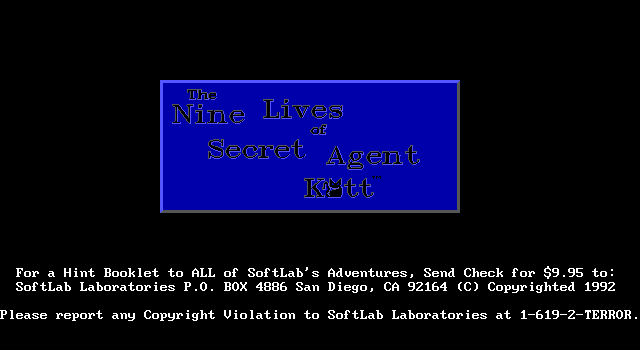 The
Nine Lives
of
Secret Agent
Katt™
For a Hint Booklet to ALL of SoftLab's Adventures, Send Check for $9.95 to:
SoftLab Laboratories P.O. BOX 4886 San Diego, CA 92164 (C) Copyrighted 1992
Please report any Copyright Violation to SoftLab Laboratories at 1-619-2-TERROR.